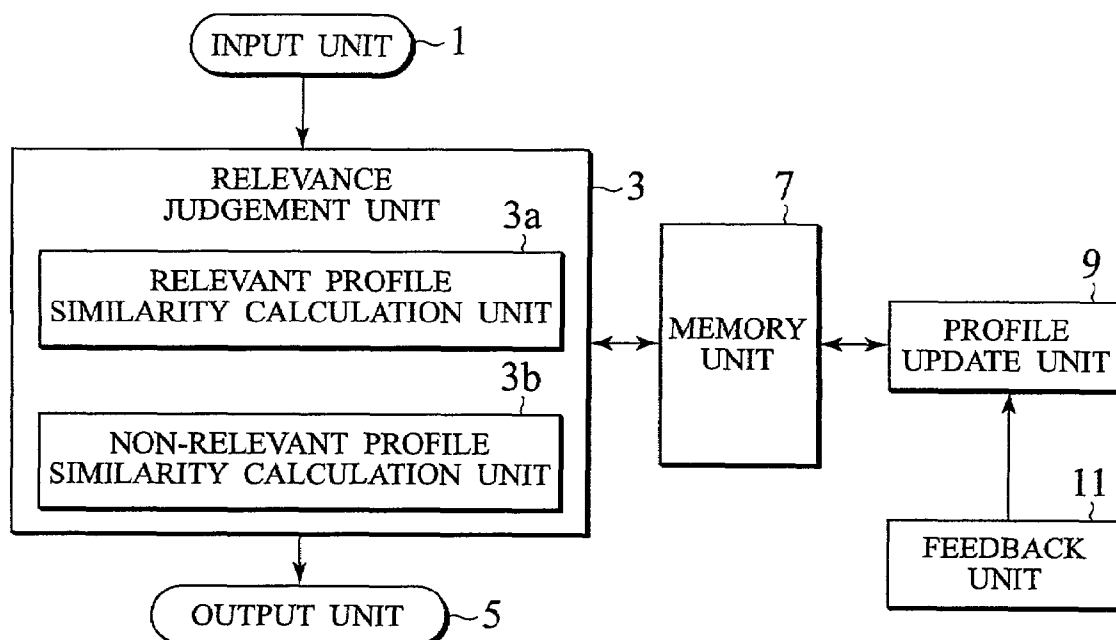 INPUT UNIT
1
RELEVANCE
JUDGEMENT UNIT
3
3a
RELEVANT PROFILE
SIMILARITY CALCULATION UNIT
3b
NON-RELEVANT PROFILE
SIMILARITY CALCULATION UNIT
7
MEMORY
UNIT
9
PROFILE
UPDATE UNIT
11
FEEDBACK
UNIT
OUTPUT UNIT
5